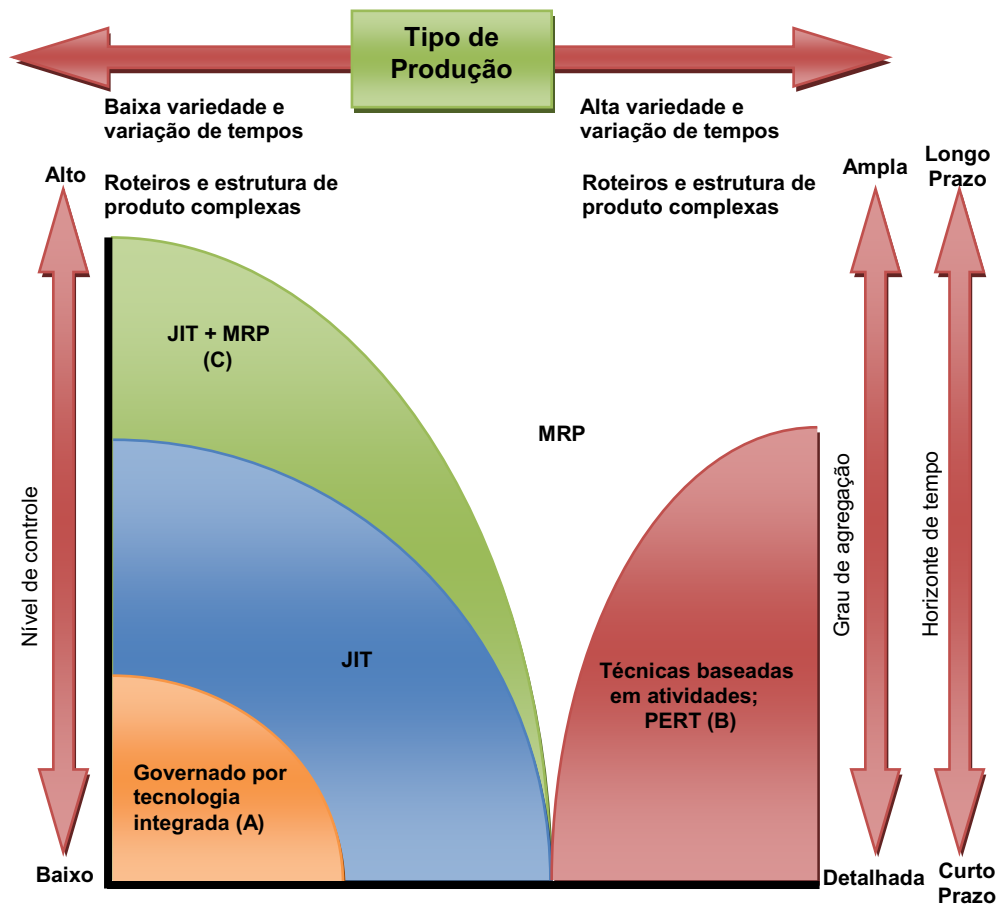 Tipo de
Produção
Baixa variedade e
variação de tempos
Alta variedade e
variação de tempos
Alto
Roteiros e estrutura de
produto complexas
Roteiros e estrutura de
produto complexas
Ampla
Longo
Prazo
JIT + MRP
(C)
MRP
Nível de controle
Grau de agregação
Horizonte de tempo
JIT
Técnicas baseadas
em atividades;
PERT (B)
Governado por
tecnologia
integrada (A)
Baixo
Detalhada
Curto
Prazo